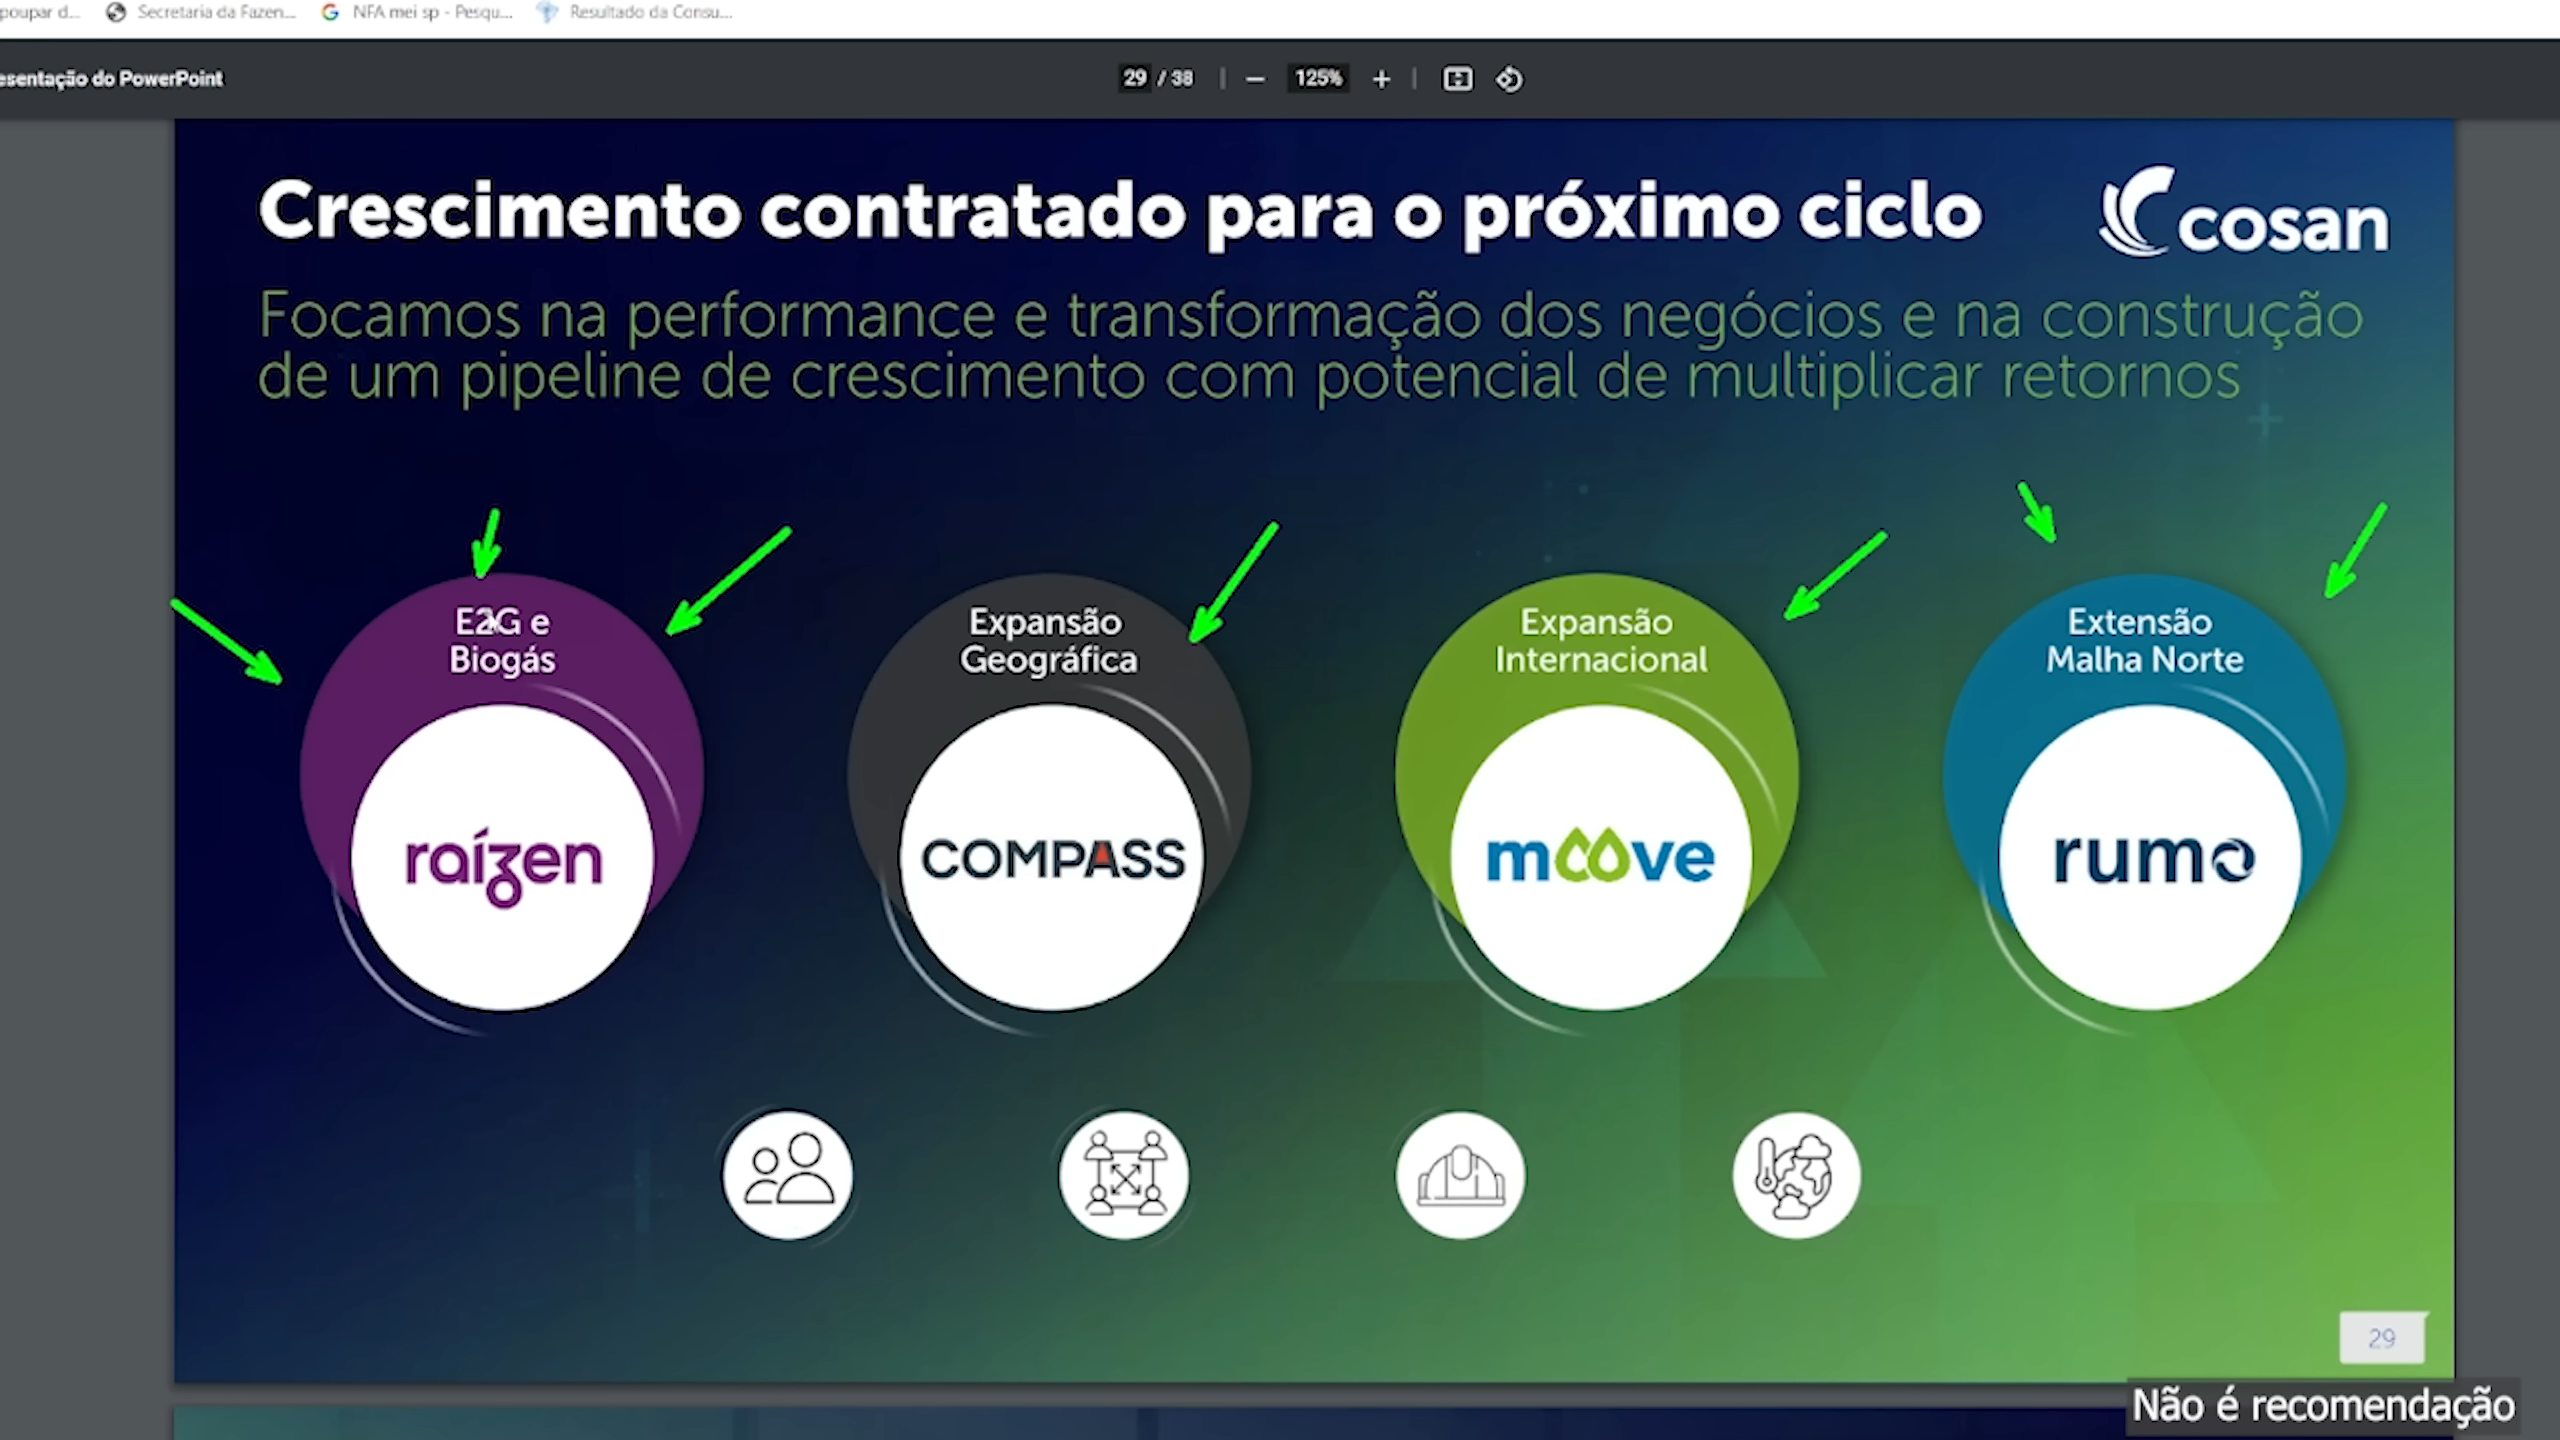 poupar d...
Secretaria da Fazen...
NFA mei sp - Pesqu...
Resultado da Consu...
esentação do PowerPoint
29 / 38
125%
Crescimento contratado para o próximo ciclo
cosan
Focamos na performance e transformação dos negócios e na construção
de um pipeline de crescimento com potencial de multiplicar retornos
E2G e
Biogás
raízen
Expansão
Geográfica
COMPASS
Expansão
Internacional
moove
Extensão
Malha Norte
rumo
29
Não é recomendação